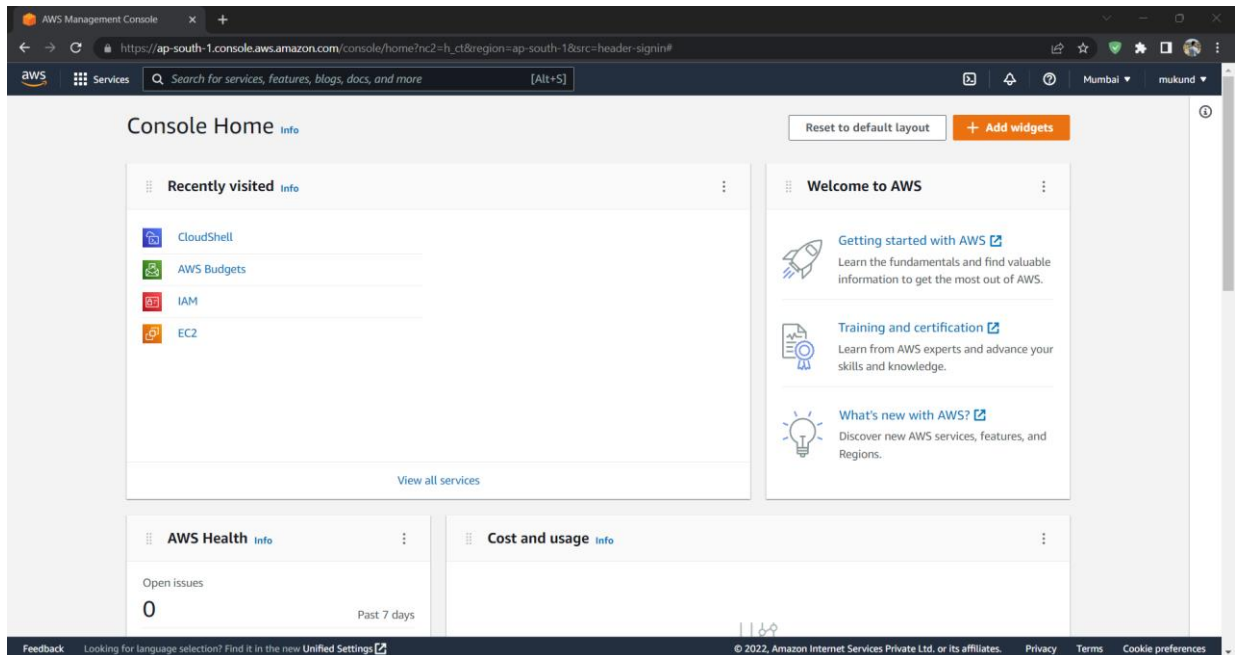 AWS Management Console
https://ap-south-1.console.aws.amazon.com/console/home?nc2=h_ct&region=ap-south-1&src=header-signin#
aws Services Search for services, features, blogs, docs, and more [Alt+S] Mumbai mukund
Console Home Info
Reset to default layout
Add widgets
Recently visited Info
CloudShell
AWS Budgets
IAM
EC2
View all services
Welcome to AWS
Getting started with AWS
Learn the fundamentals and find valuable
information to get the most out of AWS.
Training and certification
Learn from AWS experts and advance your
skills and knowledge.
What's new with AWS?
Discover new AWS services, features, and
Regions.
AWS Health Info
Open issues
0 Past 7 days
Cost and usage Info
Feedback Looking for language selection? Find it in the new Unified Settings © 2022, Amazon Internet Services Private Ltd. or its affiliates. Privacy Terms Cookie preferences